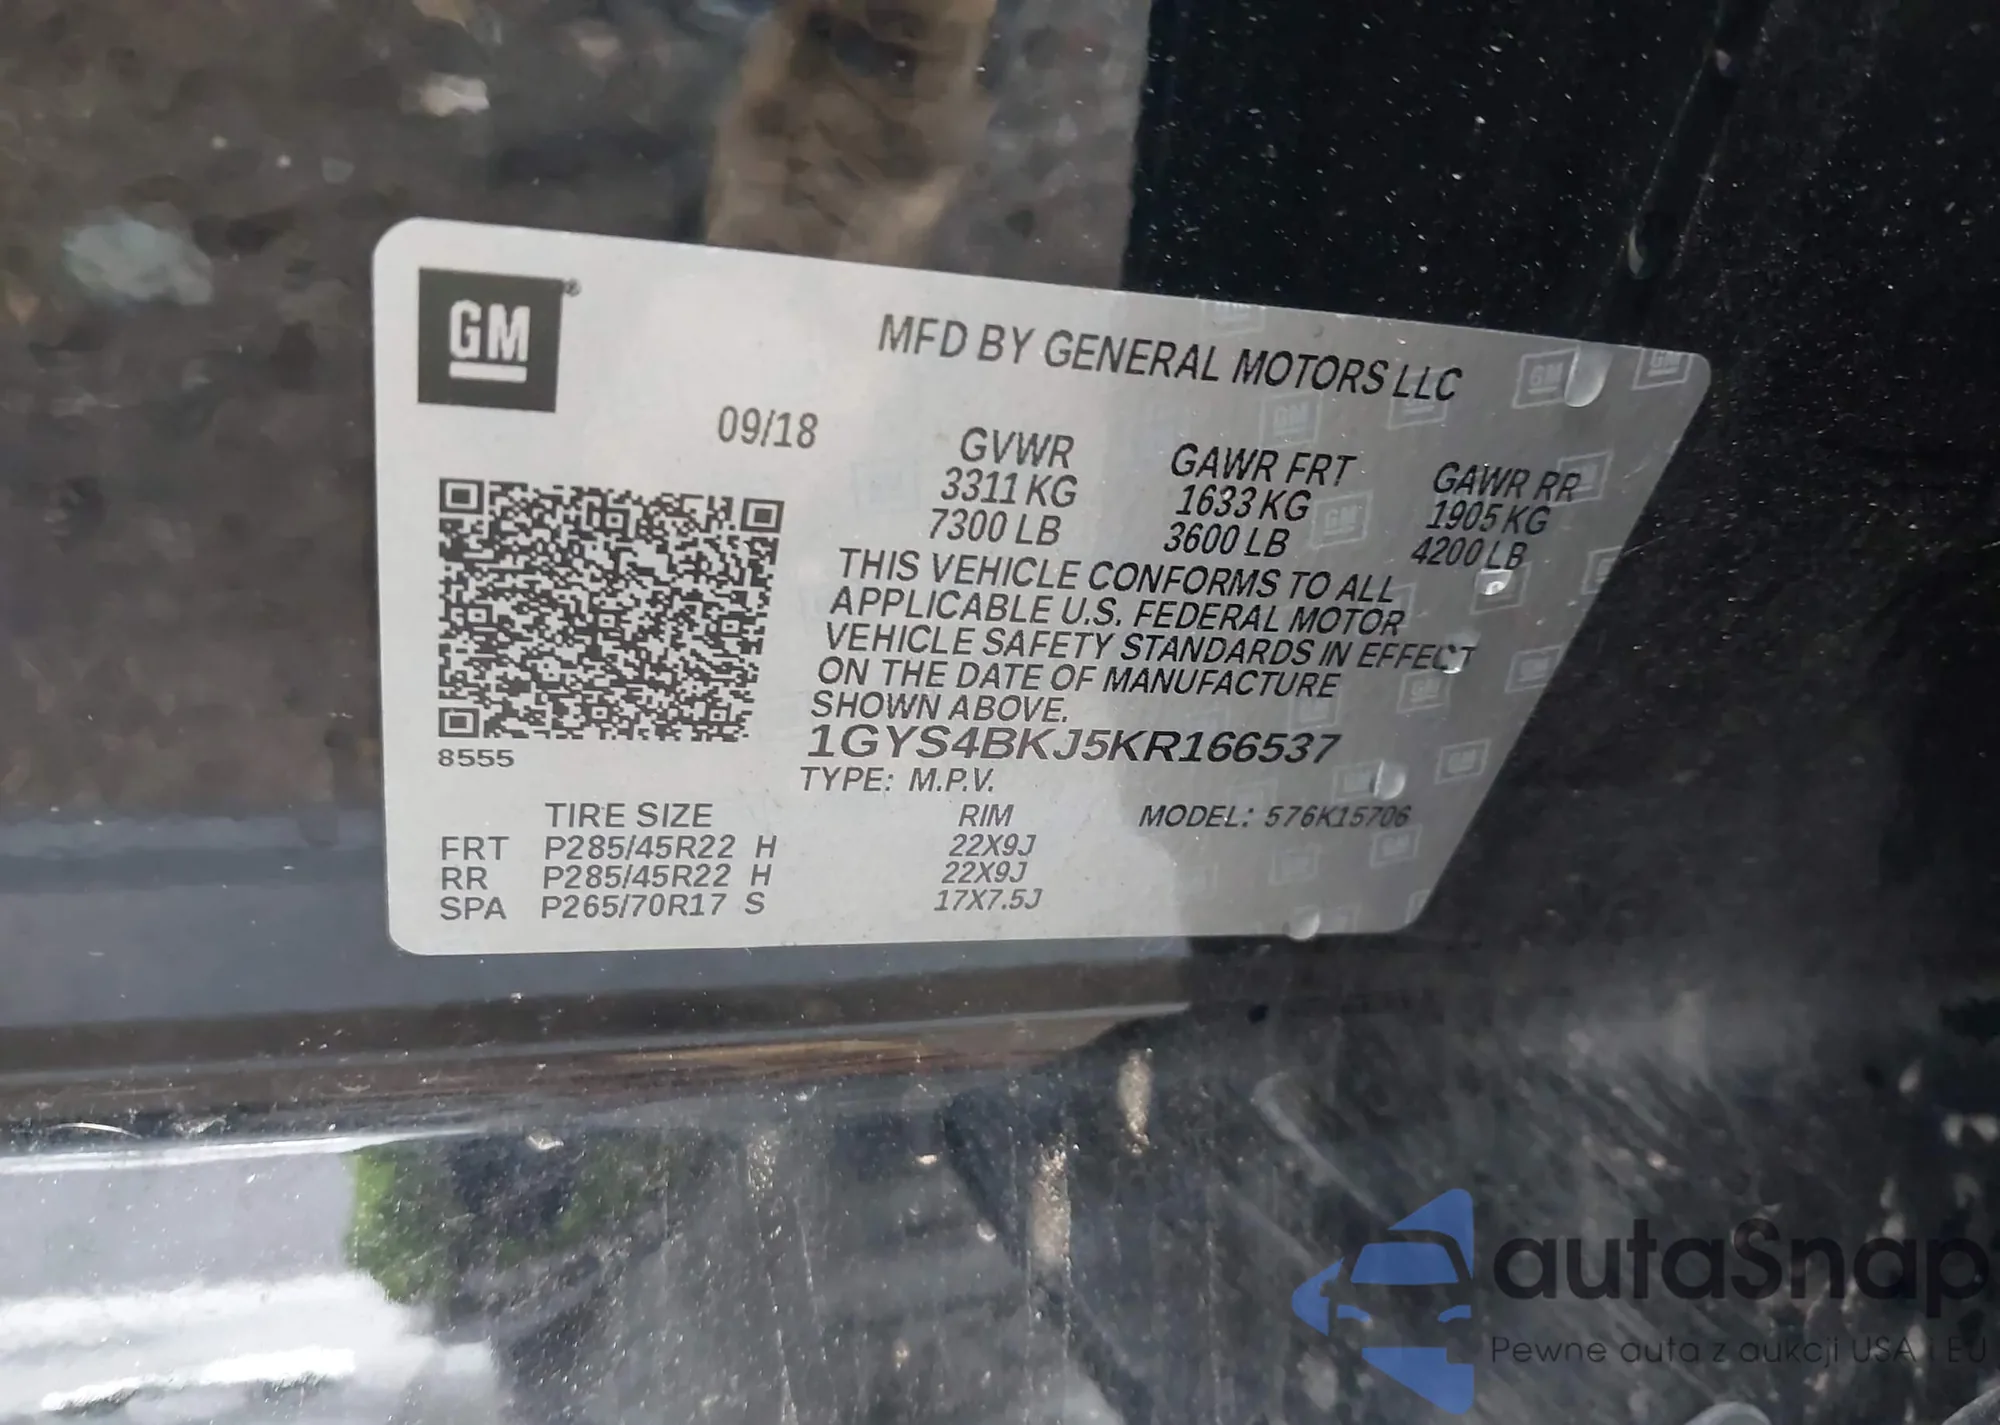 GM®
MFD BY GENERAL MOTORS LLC
09/18
GVWR GAWR FRT GAWR RR
3311 KG 1633 KG 1905 KG
7300 LB 3600 LB 4200 LB
THIS VEHICLE CONFORMS TO ALL
APPLICABLE U.S. FEDERAL MOTOR
VEHICLE SAFETY STANDARDS IN EFFECT
ON THE DATE OF MANUFACTURE
SHOWN ABOVE.
1GYS4BKJ5KR166537
8555
TYPE: M.P.V.
TIRE SIZE RIM MODEL: 576K15706
FRT P285/45R22 H 22X9J
RR P285/45R22 H 22X9J
SPA P265/70R17 S 17X7.5J
autaSnap
Pewne auta z aukcji USA i EU